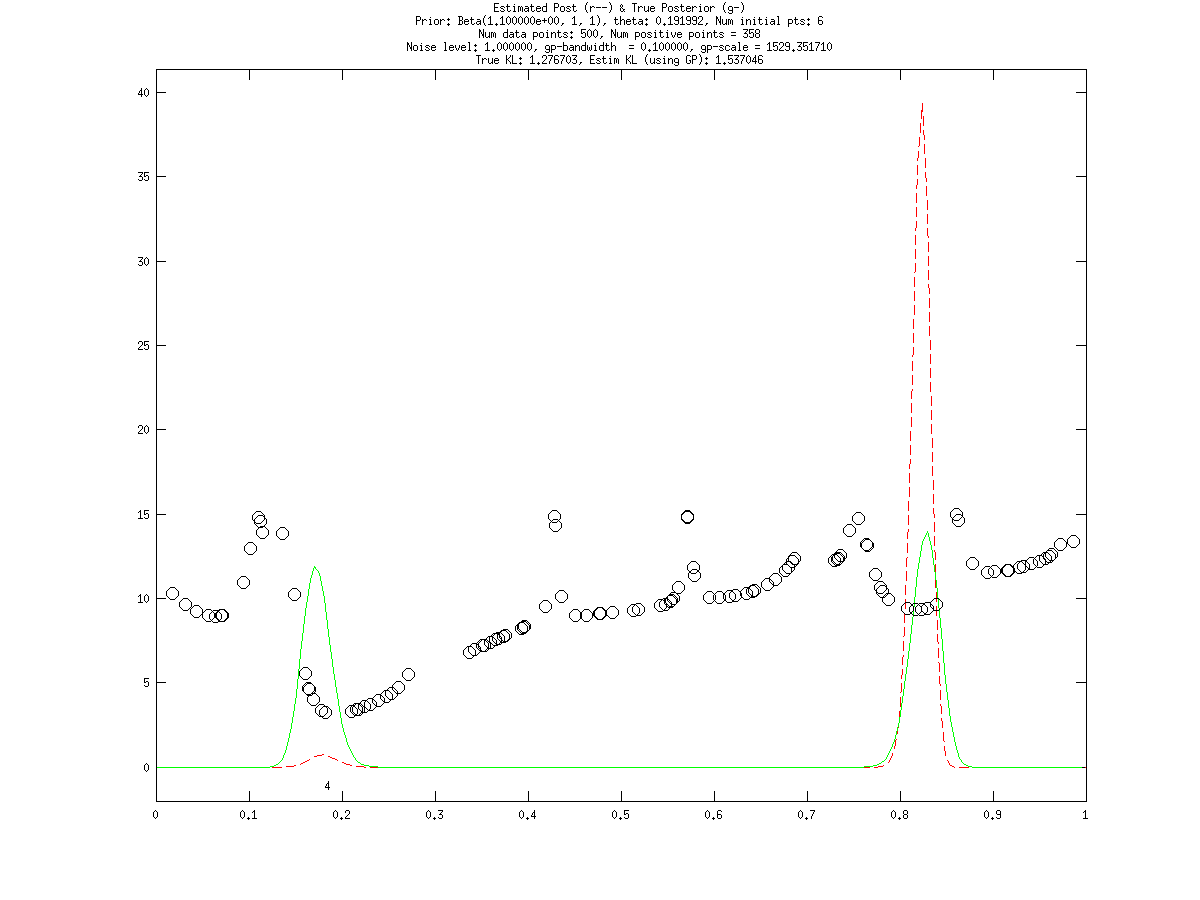 Estimated Post (r--) & True Posterior (g-)
Prior: Beta(1.100000e+00, 1, 1), theta: 0.191992, Num initial pts: 6
Num data points: 500, Num positive points = 358
Noise level: 1.000000, gp-bandwidth  = 0.100000, gp-scale = 1529.351710
True KL: 1.276703, Estim KL (using GP): 1.537046
40
35
30
25
20
15
10
5
0
4
0 0.1 0.2 0.3 0.4 0.5 0.6 0.7 0.8 0.9 1